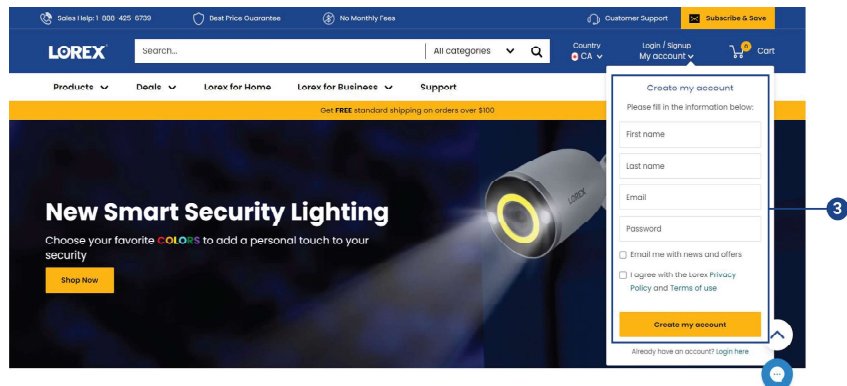 Sales Help: 1 888 425 6739
Best Price Guarantee
No Monthly Fees
Customer Support
Subscribe & Save
LOREX
Search...
All categories
Country
CA
Login / Signup
My account
0
Cart
Products
Deals
Lorex for Home
Lorex for Business
Support
Get FREE standard shipping on orders over $100
Create my account
Please fill in the information below:
First name
Last name
Email
Password
Email me with news and offers
I agree with the Lorex Privacy
Policy and Terms of use
Create my account
Already have an account? Login here
3
New Smart Security Lighting
Choose your favorite COLORS to add a personal touch to your
security
Shop Now
LOREX